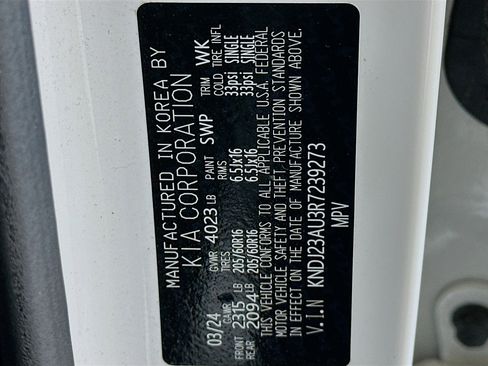 MANUFACTURED IN KOREA BY
KIA CORPORATION
03/24 GVWR 4023 LB PAINT SWP TRIM WK
GAWR TIRES RIMS COLD TIRE INFL
FRONT 2315 LB 205/60R16 6.5Jx16 33psi SINGLE
REAR 2094 LB 205/60R16 6.5Jx16 33psi SINGLE
THIS VEHICLE CONFORMS TO ALL APPLICABLE U.S.A. FEDERAL
MOTOR VEHICLE SAFETY AND THEFT PREVENTION STANDARDS
IN EFFECT ON THE DATE OF MANUFACTURE SHOWN ABOVE.
V.I.N KNDJ23AU3R7239273
MPV